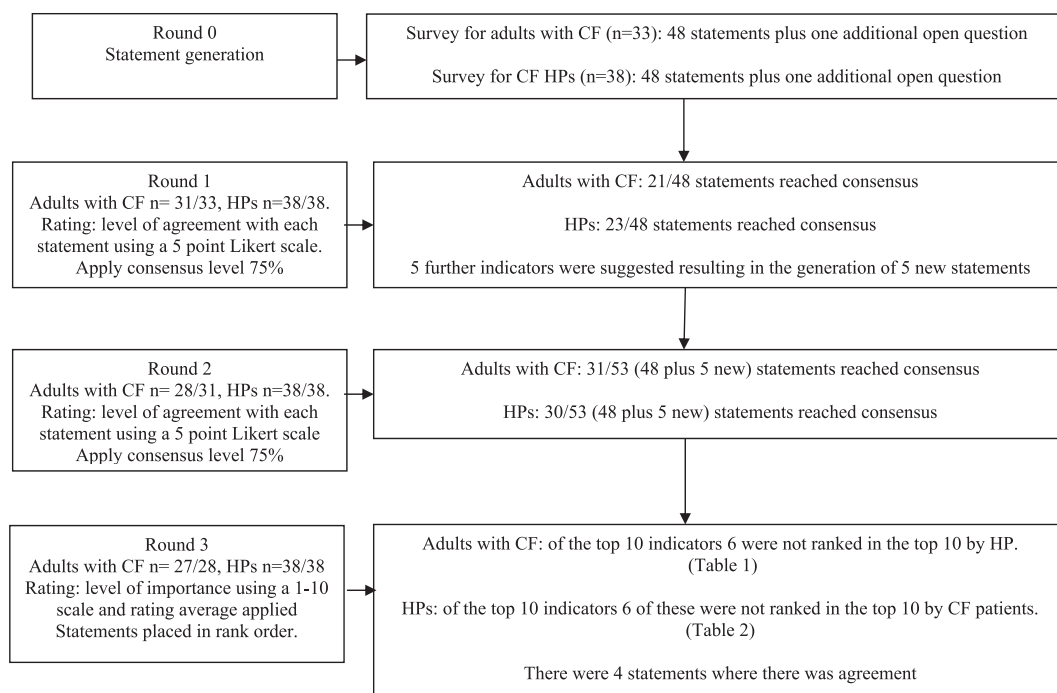 Round 0
Statement generation
Survey for adults with CF (n=33): 48 statements plus one additional open question
Survey for CF HPs (n=38): 48 statements plus one additional open question
Round 1
Adults with CF n= 31/33, HPs n=38/38.
Rating: level of agreement with each
statement using a 5 point Likert scale.
Apply consensus level 75%
Adults with CF: 21/48 statements reached consensus
HPs: 23/48 statements reached consensus
5 further indicators were suggested resulting in the generation of 5 new statements
Round 2
Adults with CF n= 28/31, HPs n=38/38.
Rating: level of agreement with each
statement using a 5 point Likert scale
Apply consensus level 75%
Adults with CF: 31/53 (48 plus 5 new) statements reached consensus
HPs: 30/53 (48 plus 5 new) statements reached consensus
Round 3
Adults with CF n= 27/28, HPs n=38/38
Rating: level of importance using a 1-10
scale and rating average applied
Statements placed in rank order.
Adults with CF: of the top 10 indicators 6 were not ranked in the top 10 by HP.
(Table 1)
HPs: of the top 10 indicators 6 of these were not ranked in the top 10 by CF patients.
(Table 2)
There were 4 statements where there was agreement